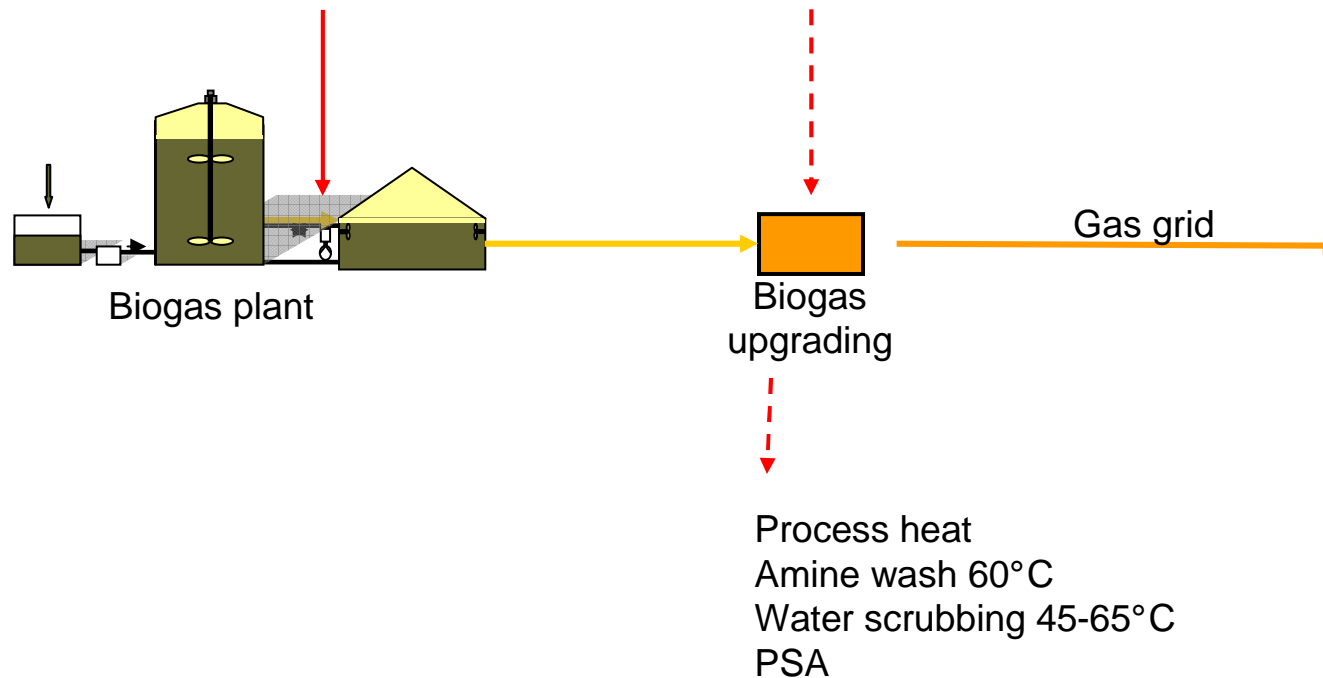 Gas grid
Biogas plant
Biogas
upgrading
Process heat
Amine wash 60°C
Water scrubbing 45-65°C
PSA